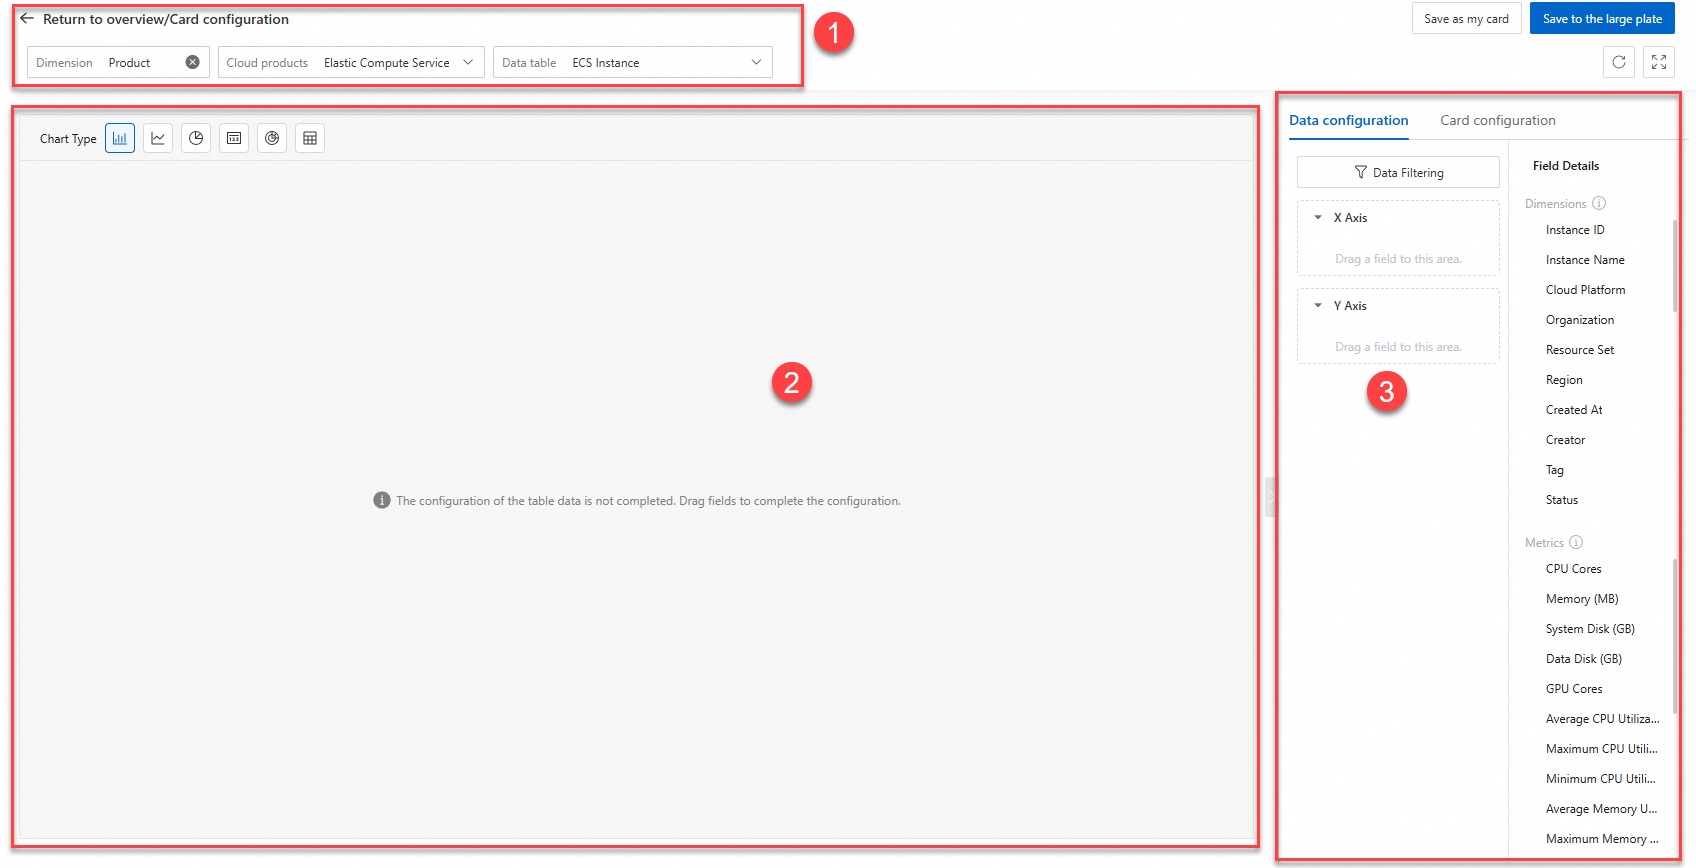 Return to overview/Card configuration
Save as my card
Save to the large plate
Dimension Product
Cloud products Elastic Compute Service
Data table ECS Instance
1
Chart Type
2
The configuration of the table data is not completed. Drag fields to complete the configuration.
Data configuration
Card configuration
Data Filtering
X Axis
Drag a field to this area.
Y Axis
Drag a field to this area.
3
Field Details
Dimensions
Instance ID
Instance Name
Cloud Platform
Organization
Resource Set
Region
Created At
Creator
Tag
Status
Metrics
CPU Cores
Memory (MB)
System Disk (GB)
Data Disk (GB)
GPU Cores
Average CPU Utiliza...
Maximum CPU Utili...
Minimum CPU Utili...
Average Memory U...
Maximum Memory ...